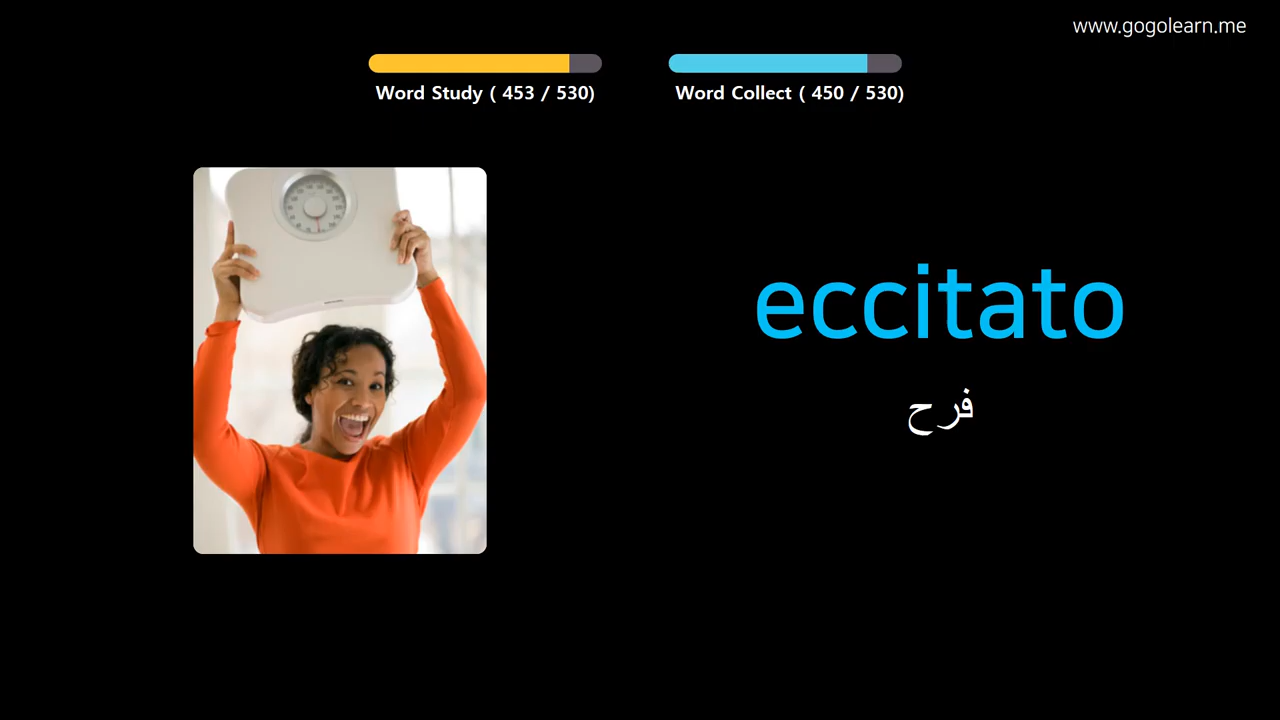 www.gogolearn.me
Word Study ( 453 / 530)
Word Collect ( 450 / 530)
eccitato
فرح